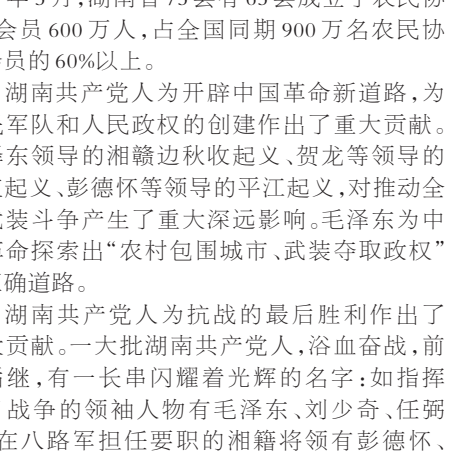 年3月,湖南省75县有65县成立了农民协
会员600万人,占全国同期900万名农民协
员的60%以上。
湖南共产党人为开辟中国革命新道路,为
军队和人民政权的创建作出了重大贡献。
东领导的湘赣边秋收起义、贺龙等领导的
起义、彭德怀等领导的平江起义,对推动全
装斗争产生了重大深远影响。毛泽东为中
命探索出“农村包围城市、武装夺取政权”
确道路。
湖南共产党人为抗战的最后胜利作出了
贡献。一大批湖南共产党人,浴血奋战,前
继,有一长串闪耀着光辉的名字:如指挥
战争的领袖人物有毛泽东、刘少奇、任弼
在八路军担任要职的湘籍将领有彭德怀、